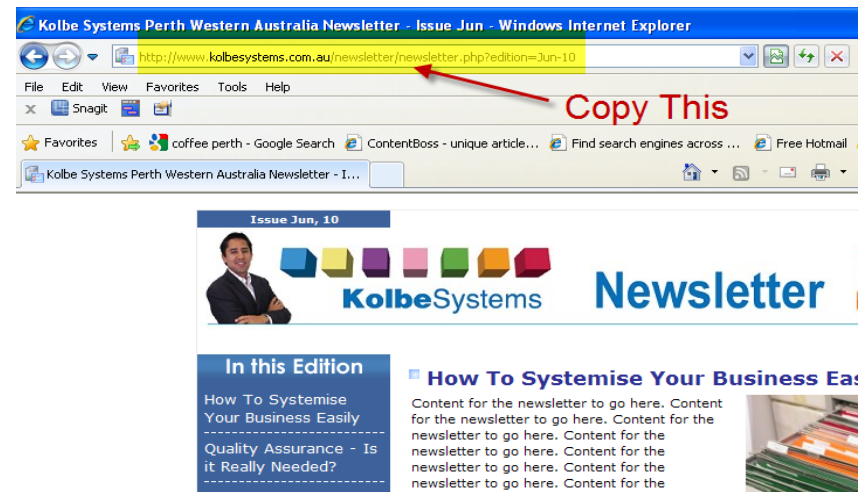 Kolbe Systems Perth Western Australia Newsletter - Issue Jun - Windows Internet Explorer
http://www.kolbesystems.com.au/newsletter/newsletter.php?edition=Jun-10
File Edit View Favorites Tools Help
Copy This
x Snagit
Favorites coffee perth - Google Search ContentBoss - unique article... Find search engines across ... Free Hotmail
Kolbe Systems Perth Western Australia Newsletter - I...
Issue Jun, 10
KolbeSystems
Newsletter
In this Edition
How To Systemise
Your Business Easily
Quality Assurance - Is
it Really Needed?
How To Systemise Your Business Eas
Content for the newsletter to go here. Content
for the newsletter to go here. Content for the
newsletter to go here. Content for the
newsletter to go here. Content for the
newsletter to go here. Content for the
newsletter to go here. Content for the